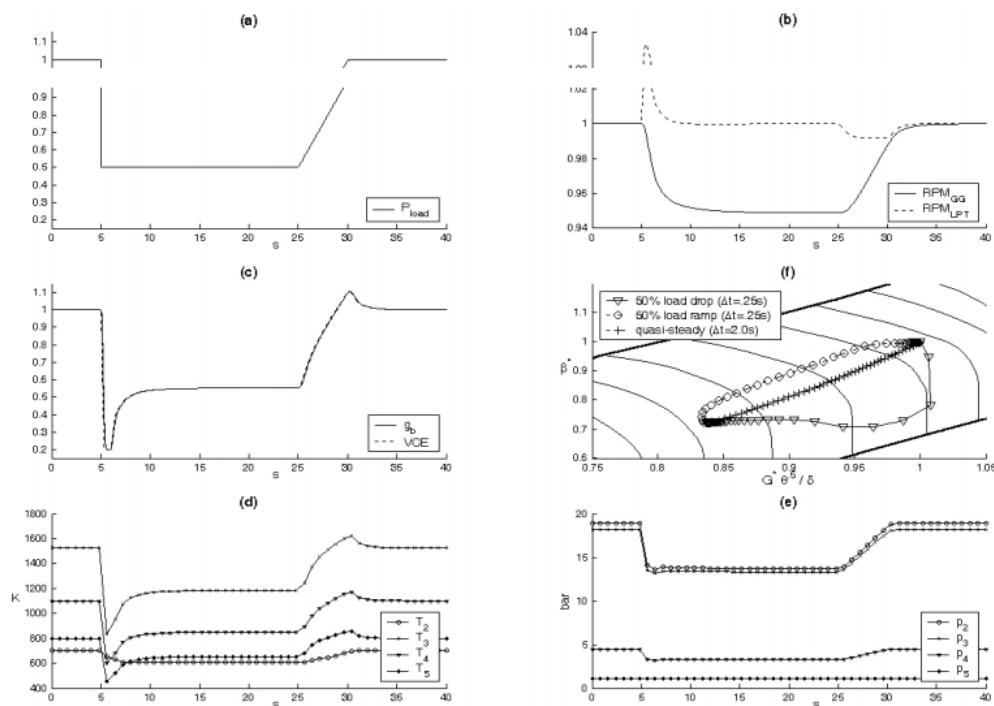 (a)
1.1
1
0.9
0.8
0.7
0.6
0.5
0.4
0.3
0.2
P_load
0 5 10 15 20 25 30 35 40
s
(b)
1.04
1.02
1
0.98
0.96
0.94
RPM_GG
RPM_LPT
0 5 10 15 20 25 30 35 40
s
(c)
1.1
1
0.9
0.8
0.7
0.6
0.5
0.4
0.3
0.2
g_b
VCE
0 5 10 15 20 25 30 35 40
s
(f)
50% load drop (Δt=.25s)
50% load ramp (Δt=.25s)
quasi-steady (Δt=2.0s)
1.1
1
0.9
0.8
0.7
0.6
0.75 0.8 0.85 0.9 0.95 1 1.05
G* θ^.5 / δ
(d)
1800
1600
1400
1200
K
1000
800
600
400
T_2
T_3
T_4
T_5
0 5 10 15 20 25 30 35 40
s
(e)
20
15
bar
10
5
0
p_2
p_3
p_4
p_5
0 5 10 15 20 25 30 35 40
s